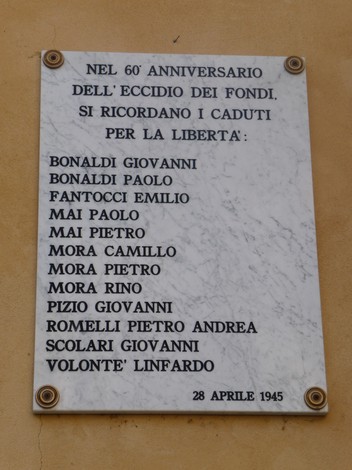 NEL 60° ANNIVERSARIO
DELL'ECCIDIO DEI FONDI.
SI RICORDANO I CADUTI
PER LA LIBERTA':
BONALDI GIOVANNI
BONALDI PAOLO
FANTOCCI EMILIO
MAI PAOLO
MAI PIETRO
MORA CAMILLO
MORA PIETRO
MORA RINO
PIZIO GIOVANNI
ROMELLI PIETRO ANDREA
SCOLARI GIOVANNI
VOLONTE' LINFARDO
28 APRILE 1945